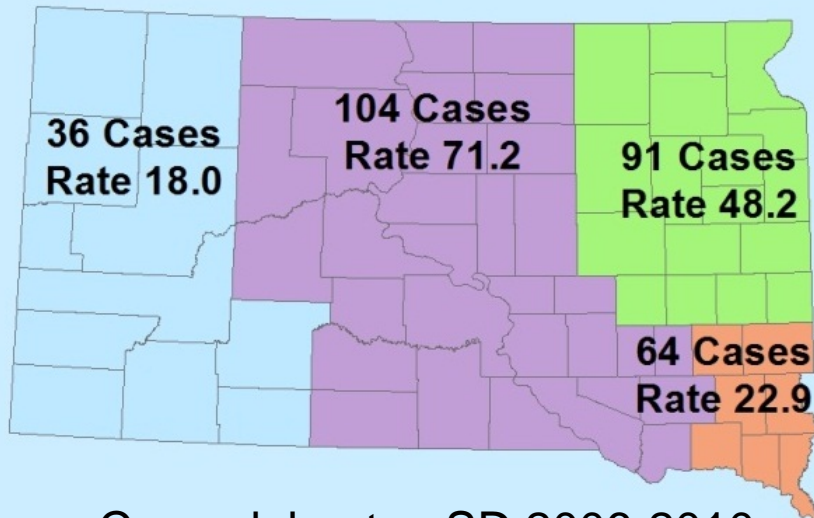 36 Cases
Rate 18.0
104 Cases
Rate 71.2
91 Cases
Rate 48.2
64 Cases
Rate 22.9